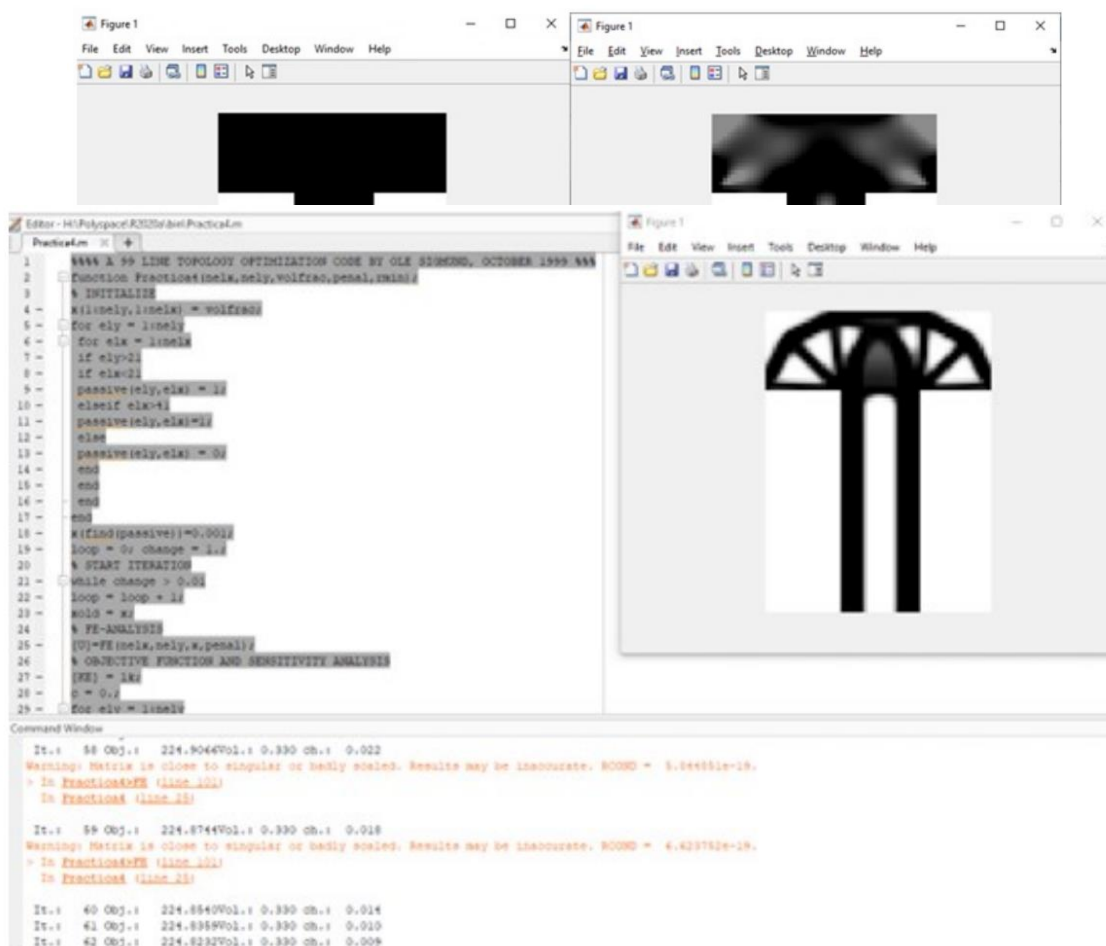 Figure 1
File Edit View Insert Tools Desktop Window Help
Figure 1
File Edit View Insert Tools Desktop Window Help
Editor - H:\Polyspace\R2020a\bin\Practica4.m
Practica4.m
1 %%%% A 99 LINE TOPOLOGY OPTIMIZATION CODE BY OLE SIGMUND, OCTOBER 1999 %%%
2 function Practica4(nelx,nely,volfrac,penal,rmin);
3 % INITIALIZE
4 - x(1:nely,1:nelx) = volfrac;
5 - for ely = 1:nely
6 - for elx = 1:nelx
7 - if ely>21
8 - if elx<21
9 - passive(ely,elx) = 1;
10 - elseif elx>41
11 - passive(ely,elx)=1;
12 - else
13 - passive(ely,elx) = 0;
14 - end
15 - end
16 - end
17 - end
18 - x(find(passive))=0.001;
19 - loop = 0; change = 1.;
20 % START ITERATION
21 - while change > 0.01
22 - loop = loop + 1;
23 - xold = x;
24 % FE-ANALYSIS
25 - [U]=FE(nelx,nely,x,penal);
26 % OBJECTIVE FUNCTION AND SENSITIVITY ANALYSIS
27 - [KE] = lk;
28 - c = 0.;
29 - for ely = 1:nely
Figure 1
File Edit View Insert Tools Desktop Window Help
Command Window
It.: 58 Obj.: 224.9066Vol.: 0.330 ch.: 0.022
Warning: Matrix is close to singular or badly scaled. Results may be inaccurate. RCOND =
> In Practica4>FE (line 101)
In Practica4 (line 25)
It.: 59 Obj.: 224.8744Vol.: 0.330 ch.: 0.018
Warning: Matrix is close to singular or badly scaled. Results may be inaccurate. RCOND =
> In Practica4>FE (line 101)
In Practica4 (line 25)
It.: 60 Obj.: 224.8540Vol.: 0.330 ch.: 0.014
It.: 61 Obj.: 224.8359Vol.: 0.330 ch.: 0.010
It.: 62 Obj.: 224.8232Vol.: 0.330 ch.: 0.009